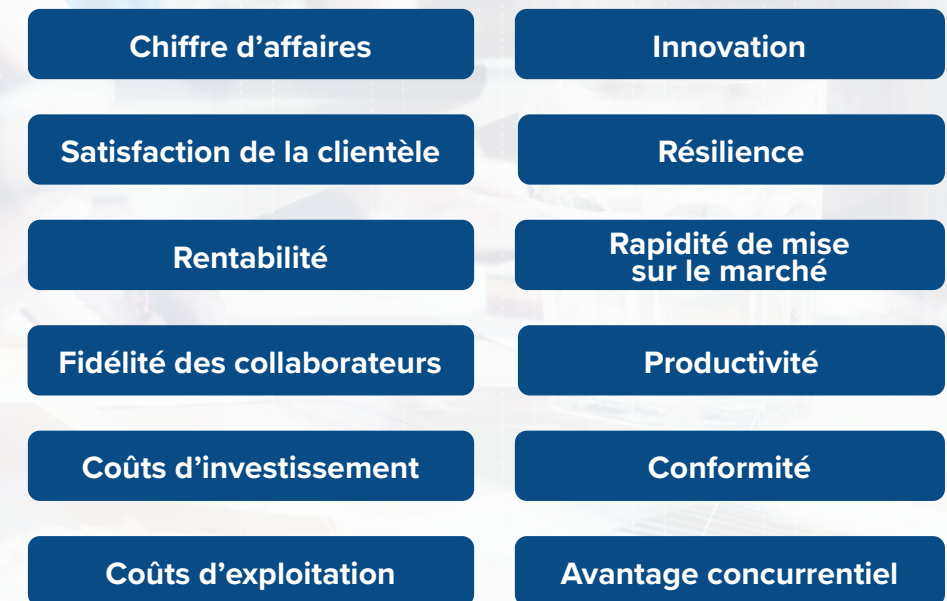 Chiffre d’affaires
Innovation
Satisfaction de la clientèle
Résilience
Rentabilité
Rapidité de mise
sur le marché
Fidélité des collaborateurs
Productivité
Coûts d’investissement
Conformité
Coûts d’exploitation
Avantage concurrentiel